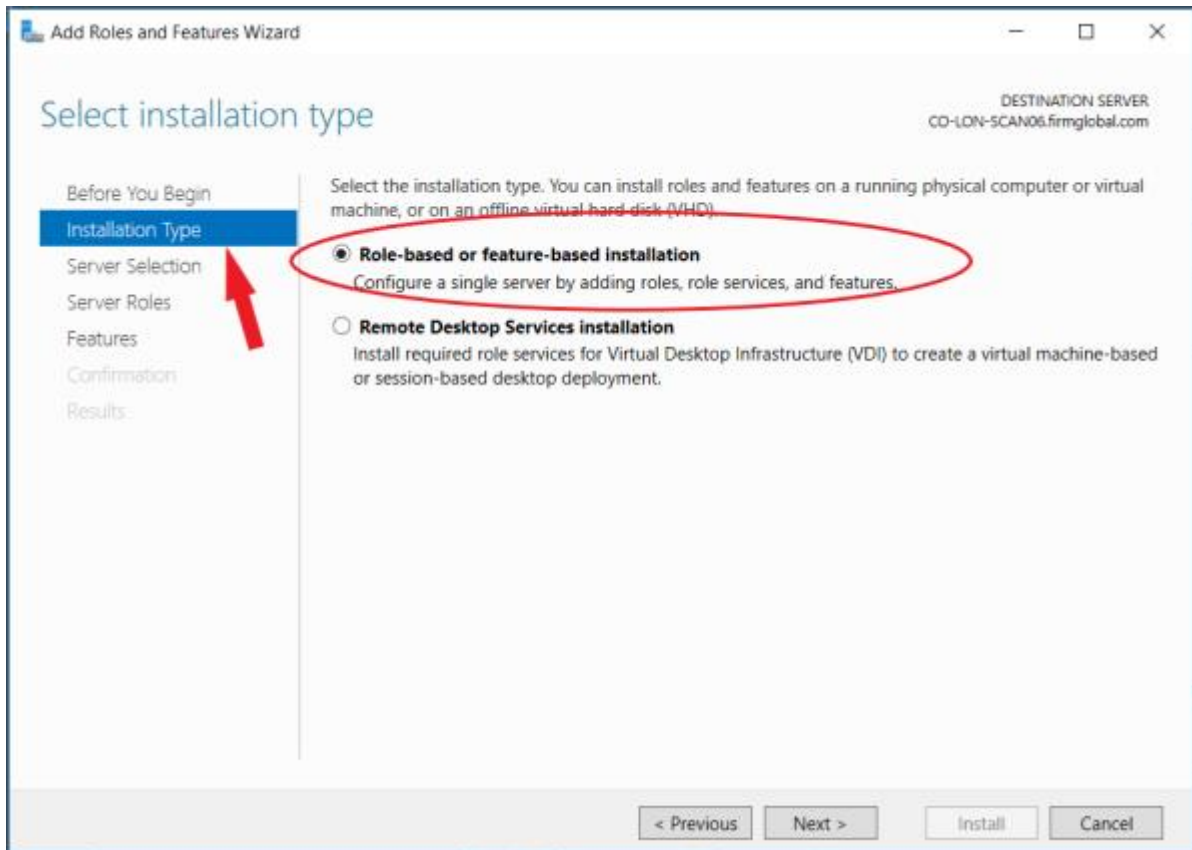 Add Roles and Features Wizard
Select installation type
DESTINATION SERVER
CO-LON-SCAN06.firmglobal.com
Before You Begin
Installation Type
Server Selection
Server Roles
Features
Confirmation
Results
Select the installation type. You can install roles and features on a running physical computer or virtual
machine, or on an offline virtual hard disk (VHD).
Role-based or feature-based installation
Configure a single server by adding roles, role services, and features.
Remote Desktop Services installation
Install required role services for Virtual Desktop Infrastructure (VDI) to create a virtual machine-based
or session-based desktop deployment.
< Previous
Next >
Install
Cancel